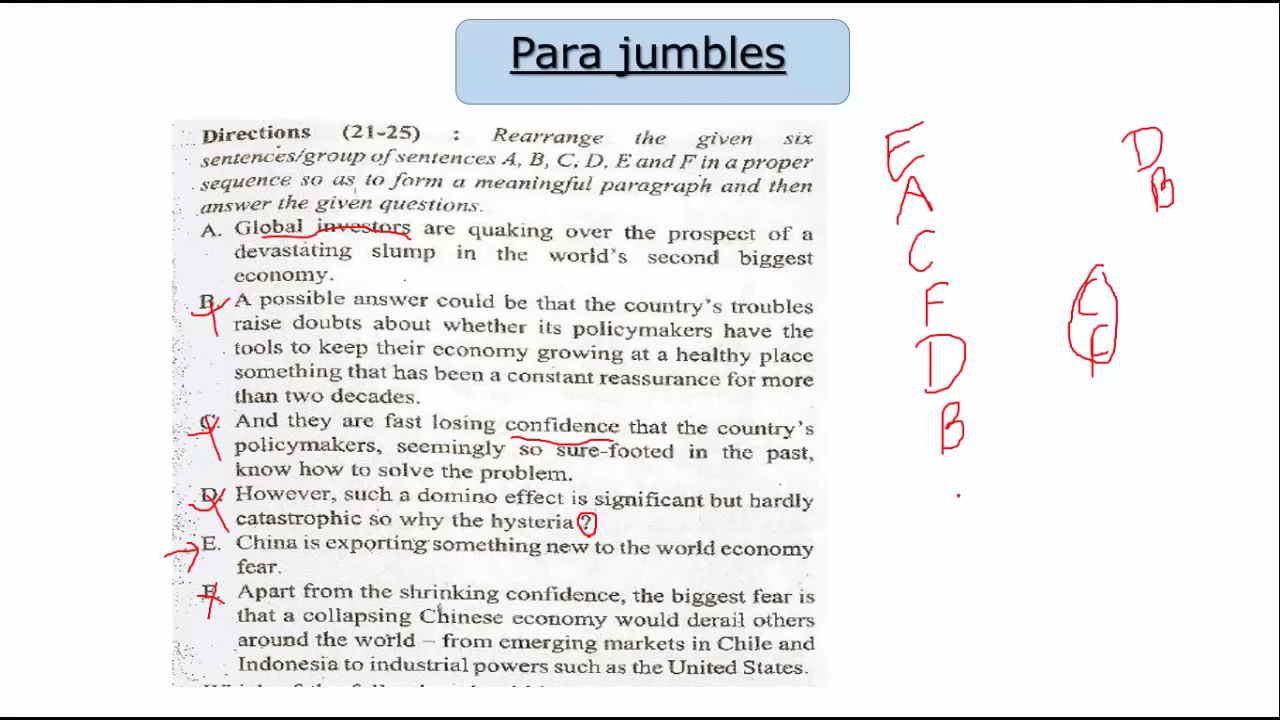 Para jumbles
Directions (21-25) : Rearrange the given six
sentences/group of sentences A, B, C, D, E and F in a proper
sequence so as to form a meaningful paragraph and then
answer the given questions.
A. Global investors are quaking over the prospect of a
devastating slump in the world's second biggest
economy.
B. A possible answer could be that the country's troubles
raise doubts about whether its policymakers have the
tools to keep their economy growing at a healthy place
something that has been a constant reassurance for more
than two decades.
C. And they are fast losing confidence that the country's
policymakers, seemingly so sure-footed in the past,
know how to solve the problem.
D. However, such a domino effect is significant but hardly
catastrophic so why the hysteria ?
E. China is exporting something new to the world economy
fear.
F. Apart from the shrinking confidence, the biggest fear is
that a collapsing Chinese economy would derail others
around the world – from emerging markets in Chile and
Indonesia to industrial powers such as the United States.
E
A
C
F
D
B
D
B
C
F